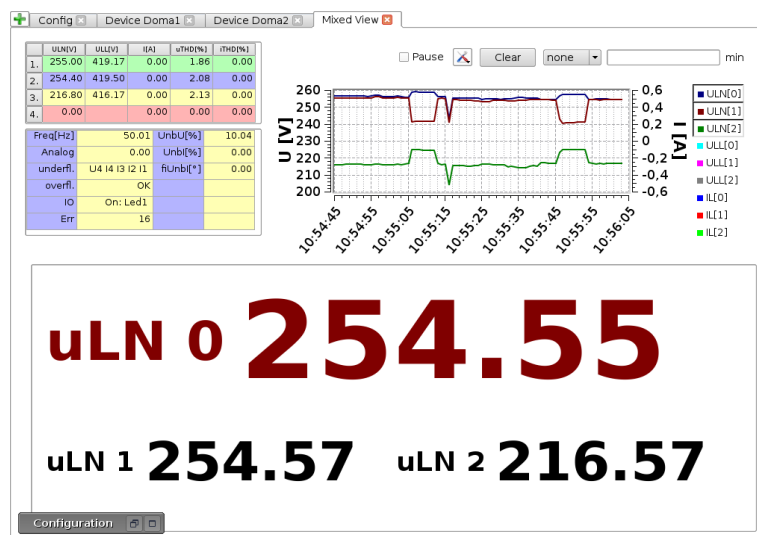 Config Device Doma1 Device Doma2 Mixed View
ULN[V] ULL[V] I[A] uTHD[%] iTHD[%]
1. 255.00 419.17 0.00 1.86 0.00
2. 254.40 419.50 0.00 2.08 0.00
3. 216.80 416.17 0.00 2.13 0.00
4. 0.00 0.00 0.00
Freq[Hz] 50.01 UnbU[%] 10.04
Analog 0.00 UnbI[%] 0.00
underfl. U4 I4 I3 I2 I1 fiUnbI[°] 0.00
overfl. OK
IO On: Led1
Err 16
Pause Clear none min
U [V]
260
250
240
230
220
210
200
I [A]
0,6
0,4
0,2
0
-0,2
-0,4
-0,6
10:54:45 10:54:55 10:55:05 10:55:15 10:55:25 10:55:35 10:55:45 10:55:55 10:56:05
ULN[0]
ULN[1]
ULN[2]
ULL[0]
ULL[1]
ULL[2]
IL[0]
IL[1]
IL[2]
uLN 0 254.55
uLN 1 254.57 uLN 2 216.57
Configuration